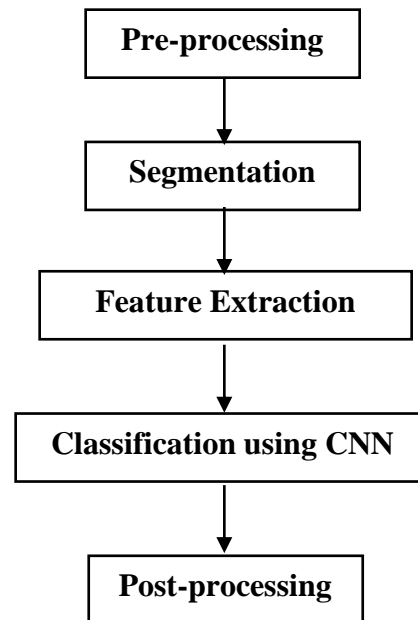 Pre-processing
Segmentation
Feature Extraction
Classification using CNN
Post-processing